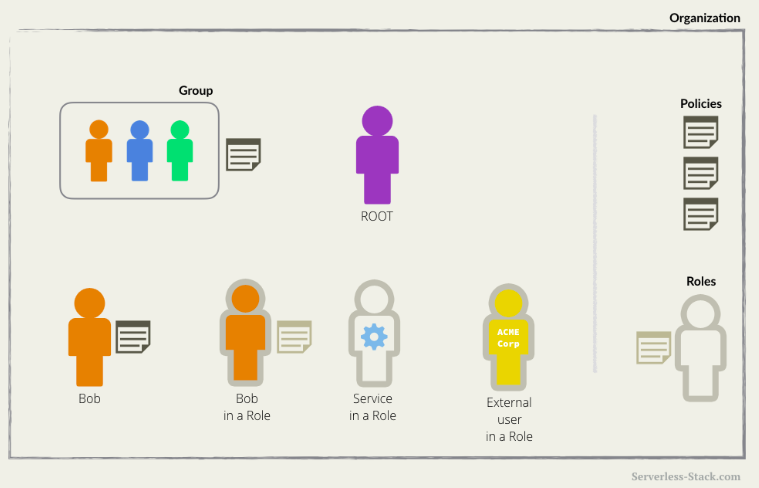 Organization
Group
Policies
ROOT
Roles
ACME
Corp
Bob
Bob
in a Role
Service
in a Role
External
user
in a Role
Serverless-Stack.com